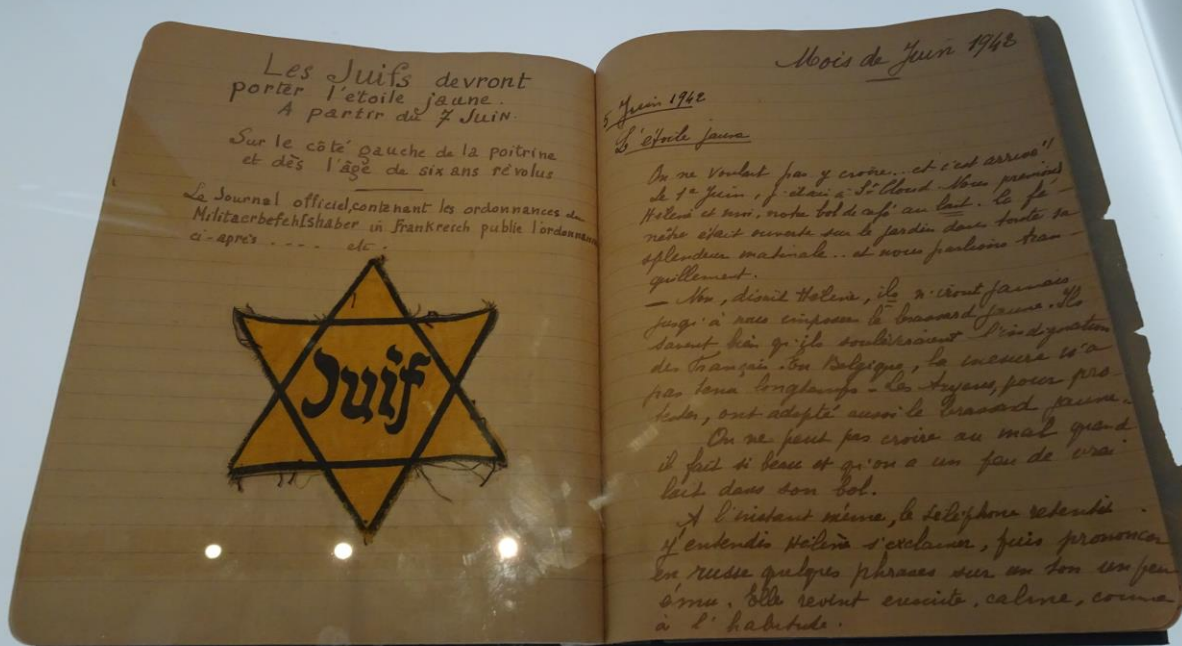 Les Juifs devront
porter l'étoile jaune.
A partir du 7 Juin.
Sur le côté gauche de la poitrine
et dès l'âge de six ans révolus
Le Journal officiel, contenant les ordonnances du
Militaerbefehlshaber in Frankreich publie l'ordonnance
ci-après .... etc.
Juif
Mois de Juin 1942
5 Juin 1942
L'étoile jaune
On ne voulait pas y croire... et c'est arrivé!!
Le 1er Juin, j'étais à St Cloud. Nous prenions
Hélène et moi, notre bol de café au lait. La fe-
nêtre était ouverte sur le jardin dans toute sa
splendeur matinale.. et nous parlions tran-
quillement.
— Non, disait Hélène, ils n'iront jamais
jusqu'à nous imposer le brassard jaune. Ils
savent bien qu'ils soulèveraient l'indignation
des Français. En Belgique, la mesure n'a
pas tenu longtemps - Les Aryens, pour pro-
tester, ont adopté aussi le brassard jaune.
On ne peut pas croire au mal quand
il fait si beau et qu'on a un peu de vrai
lait dans son bol.
A l'instant même, le téléphone retentit.
J'entendis Hélène s'exclamer, puis prononcer
en russe quelques phrases sur un ton un peu
ému. Elle revint ensuite, calme, comme
à l'habitude.